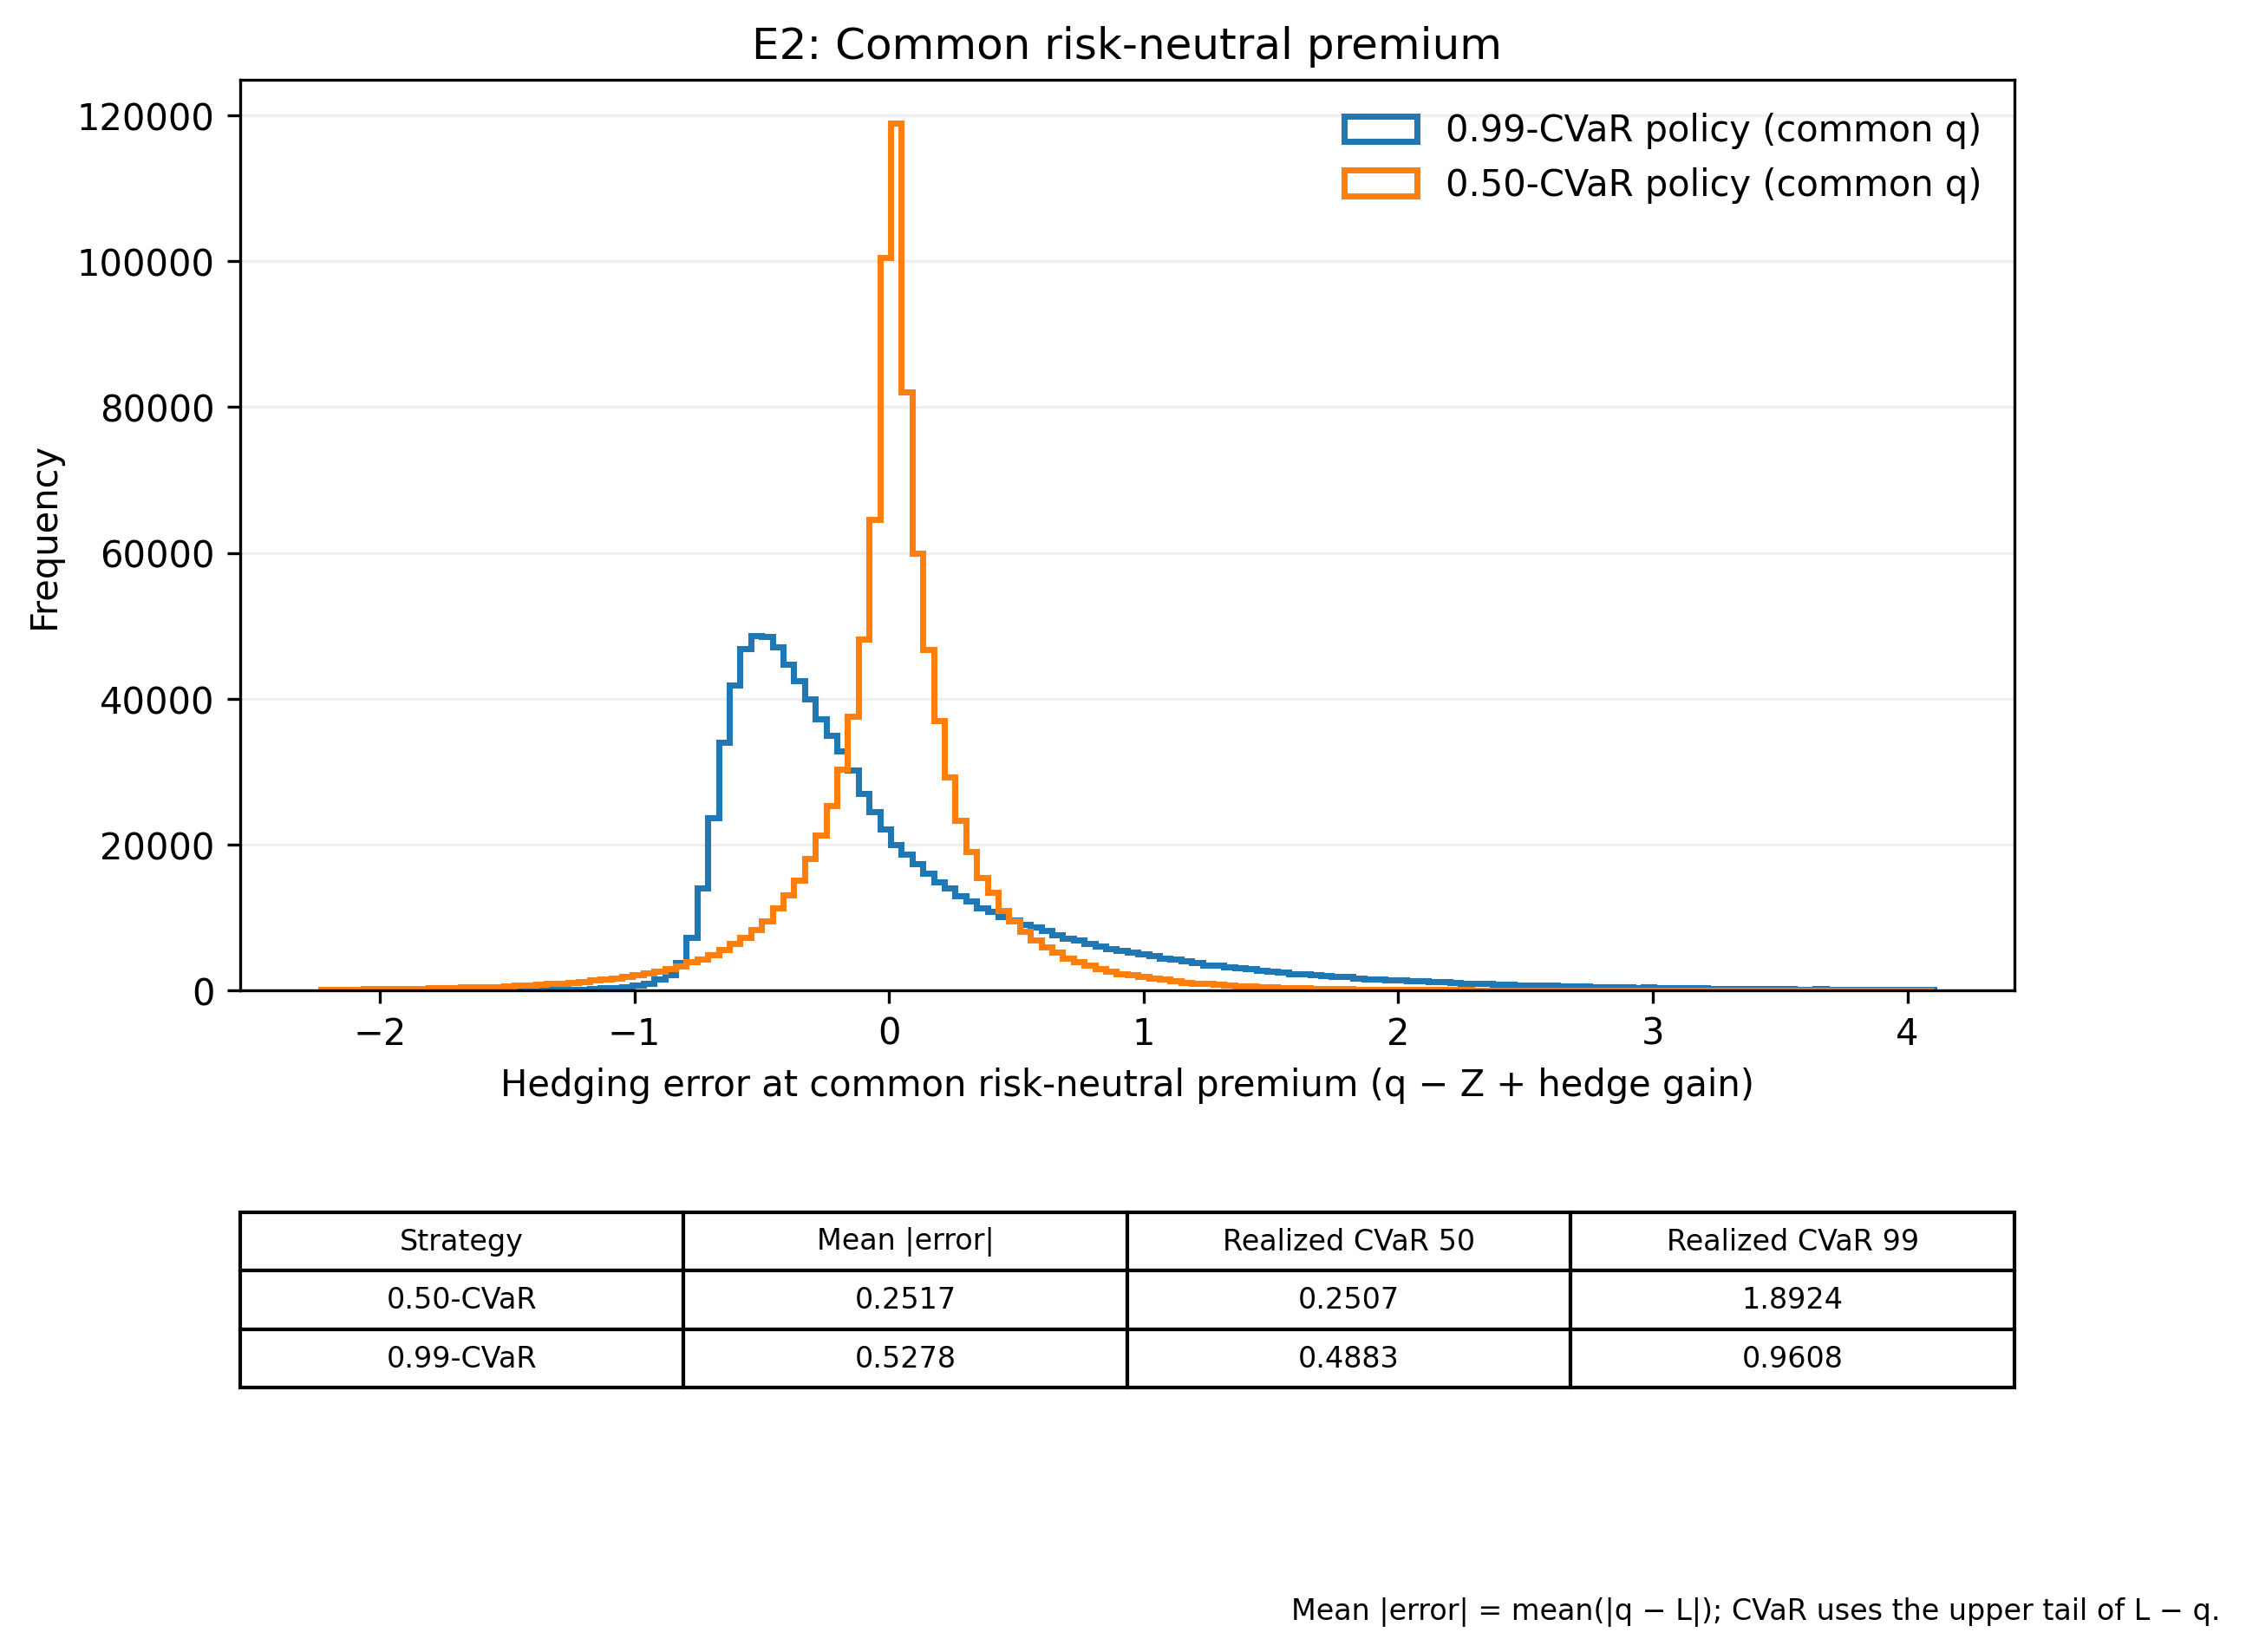 E2: Common risk-neutral premium
120000
100000
80000
60000
40000
20000
0
Frequency
0.99-CVaR policy (common q)
0.50-CVaR policy (common q)
−2 −1 0 1 2 3 4
Hedging error at common risk-neutral premium (q − Z + hedge gain)
Strategy Mean |error| Realized CVaR 50 Realized CVaR 99
0.50-CVaR 0.2517 0.2507 1.8924
0.99-CVaR 0.5278 0.4883 0.9608
Mean |error| = mean(|q − L|); CVaR uses the upper tail of L − q.